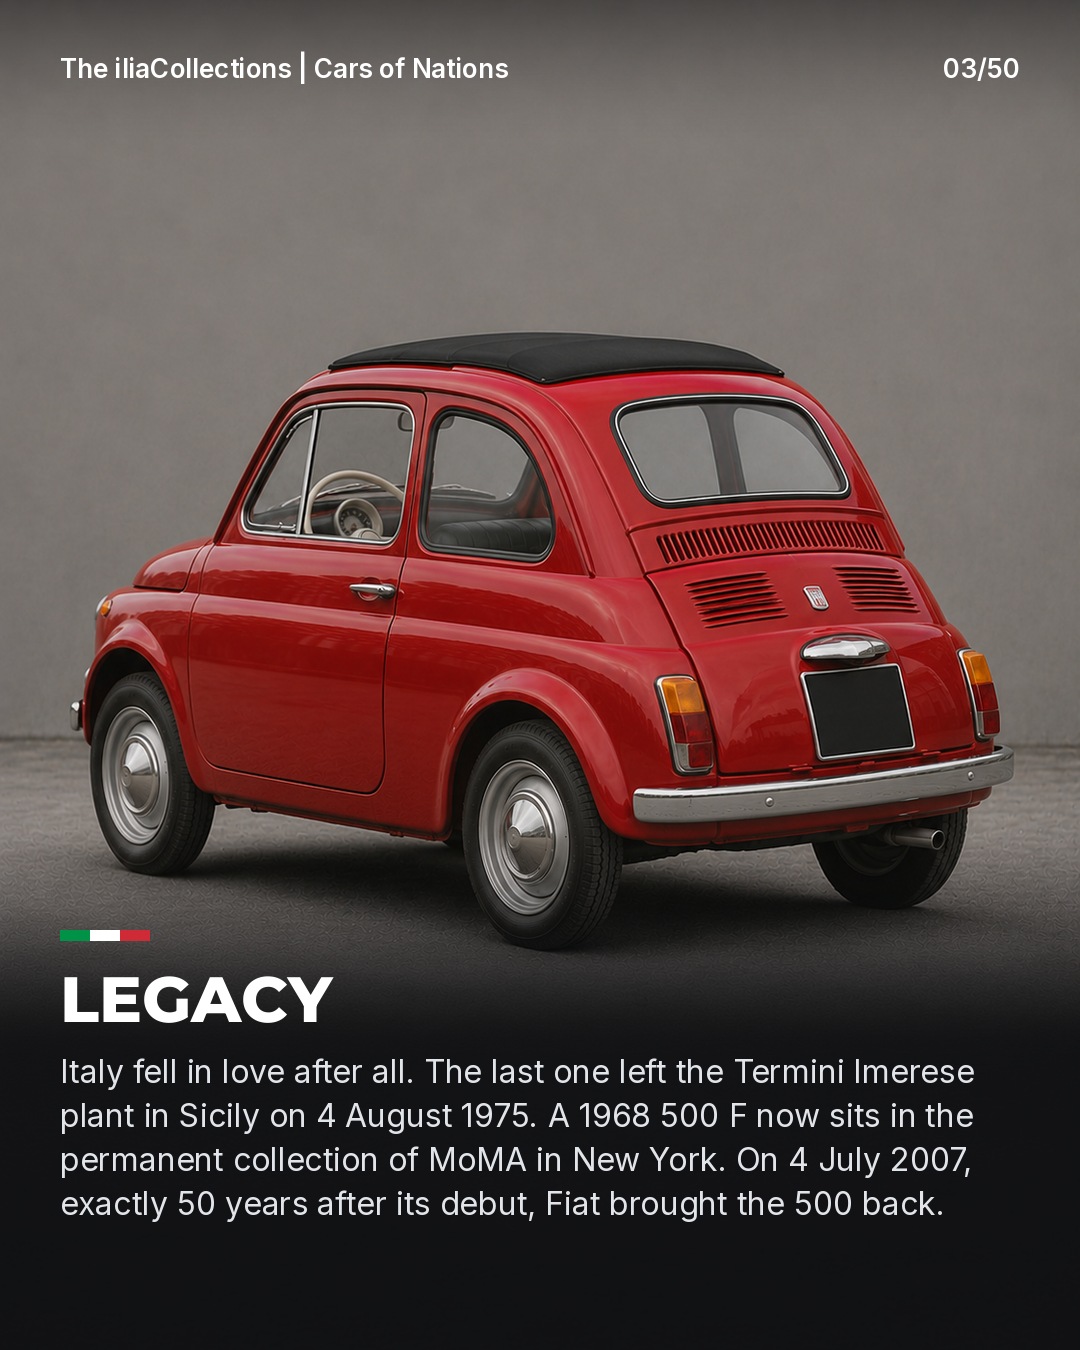 The iliaCollections | Cars of Nations
03/50
LEGACY
Italy fell in love after all. The last one left the Termini Imerese
plant in Sicily on 4 August 1975. A 1968 500 F now sits in the
permanent collection of MoMA in New York. On 4 July 2007,
exactly 50 years after its debut, Fiat brought the 500 back.